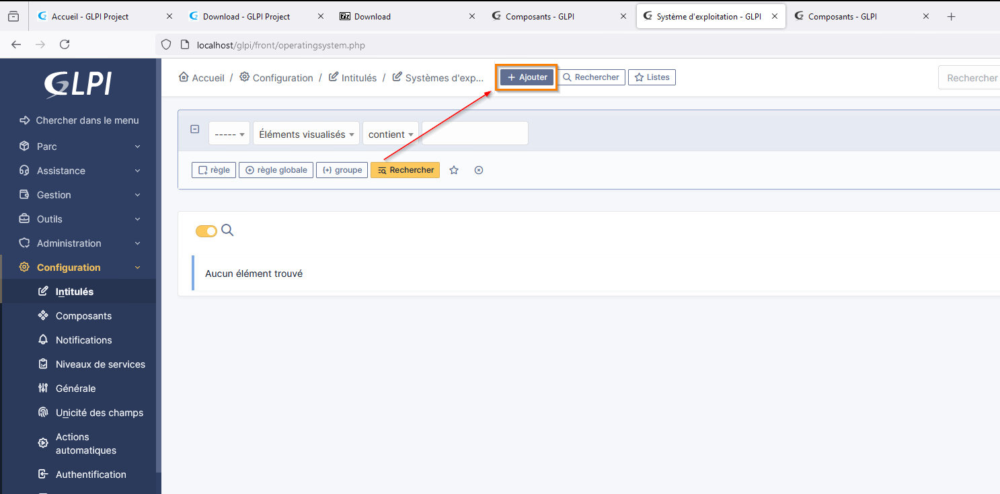 Accueil - GLPI Project
Download - GLPI Project
7z Download
Composants - GLPI
Système d'exploitation - GLPI
Composants - GLPI
localhost/glpi/front/operatingsystem.php
GLPI
Accueil / Configuration / Intitulés / Systèmes d'exp...
+ Ajouter
Rechercher
Listes
Rechercher
Chercher dans le menu
Parc
Assistance
Gestion
Outils
Administration
Configuration
Intitulés
Composants
Notifications
Niveaux de services
Générale
Unicité des champs
Actions
automatiques
Authentification
-----
Éléments visualisés
contient
règle
règle globale
(+) groupe
Rechercher
Aucun élément trouvé